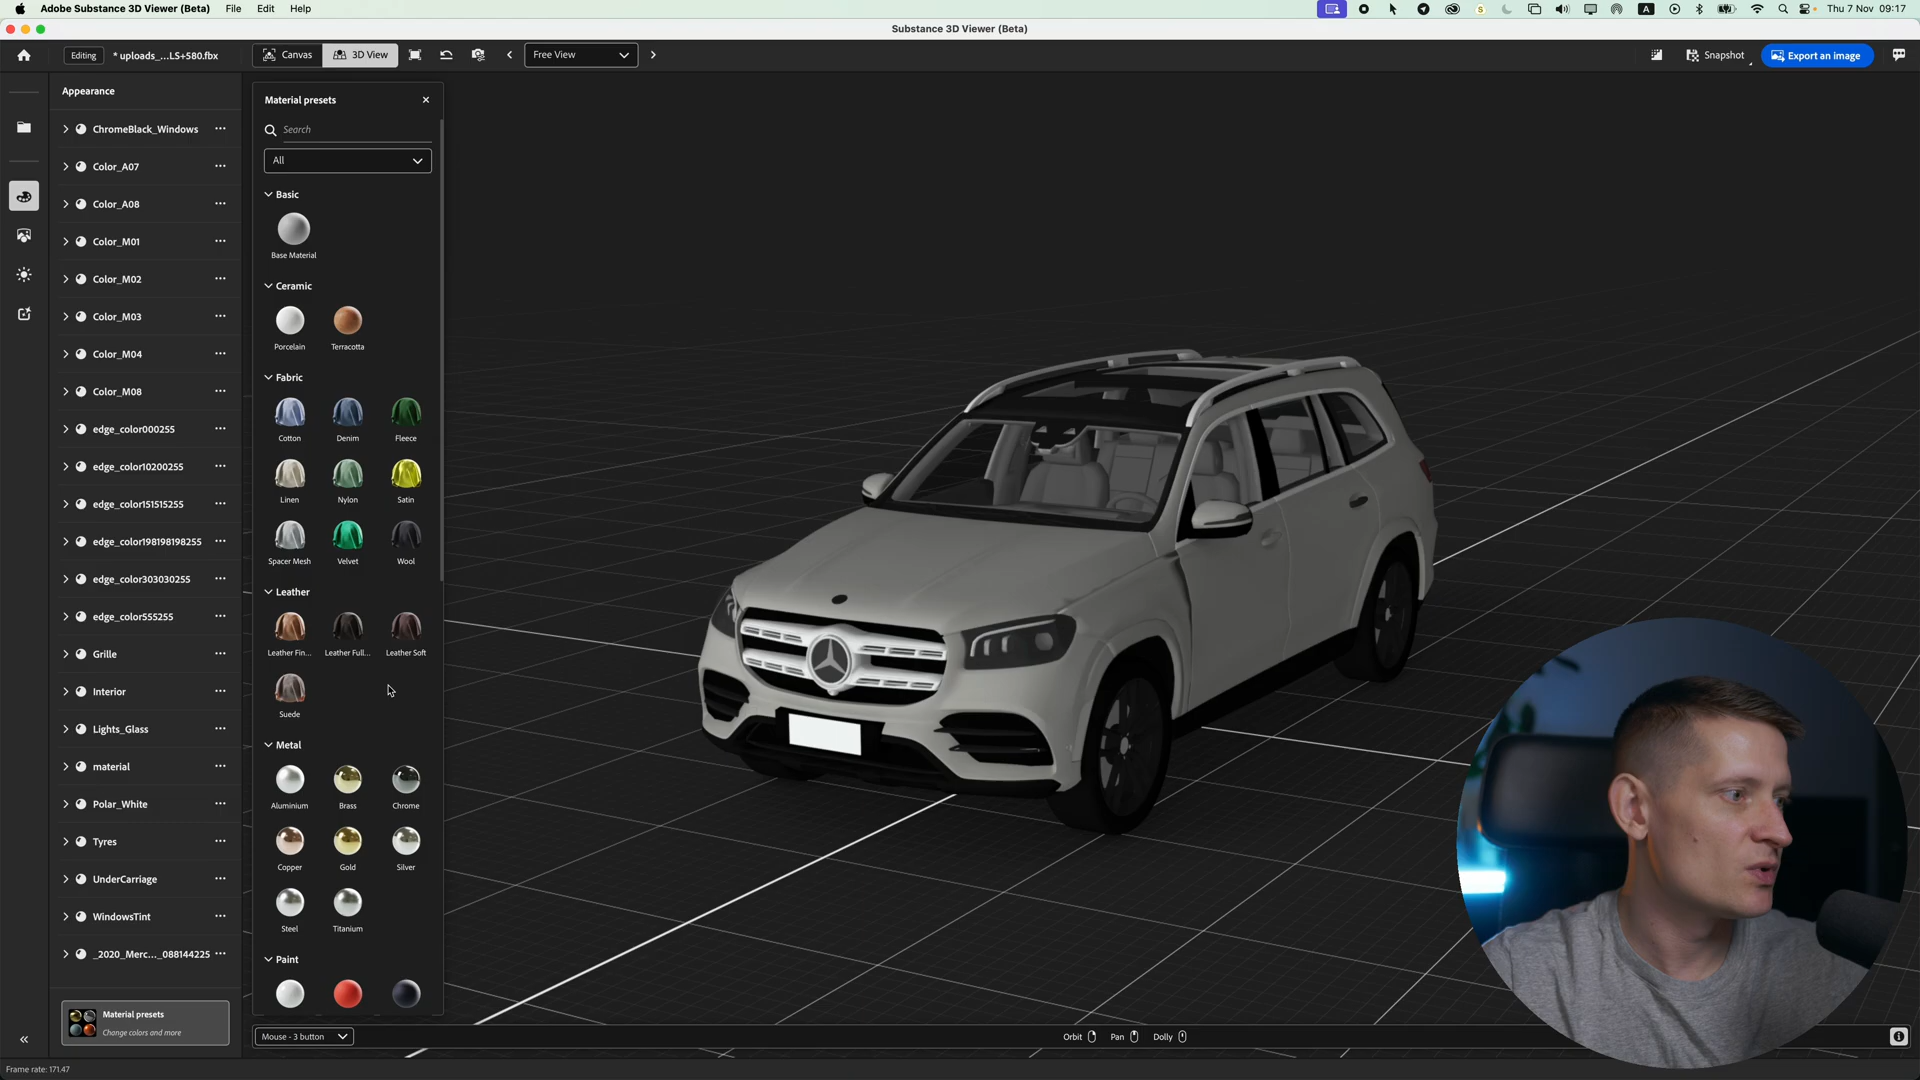 Adobe Substance 3D Viewer (Beta) File Edit Help
A Thu 7 Nov 09:17
Substance 3D Viewer (Beta)
Editing * uploads_...LS+580.fbx Canvas 3D View Free View Snapshot Export an image
Appearance
ChromeBlack_Windows
Color_A07
Color_A08
Color_M01
Color_M02
Color_M03
Color_M04
Color_M08
edge_color000255
edge_color10200255
edge_color151515255
edge_color198198198255
edge_color303030255
edge_color555255
Grille
Interior
Lights_Glass
material
Polar_White
Tyres
UnderCarriage
WindowsTint
_2020_Merc..._088144225
Material presets
Change colors and more
Material presets
Search
All
Basic
Base Material
Ceramic
Porcelain Terracotta
Fabric
Cotton Denim Fleece
Linen Nylon Satin
Spacer Mesh Velvet Wool
Leather
Leather Fin... Leather Full... Leather Soft
Suede
Metal
Aluminium Brass Chrome
Copper Gold Silver
Steel Titanium
Paint
Mouse - 3 button Orbit Pan Dolly
Frame rate: 171.47